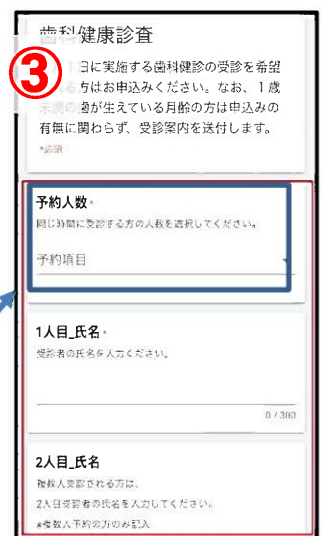 歯科健康診査
③
日に実施する歯科健診の受診を希望
方はお申込みください。なお、1歳
歯が生えている月齢の方は申込みの
有無に関わらず、受診案内を送付します。
*必須
予約人数*
同じ時間に受診する方の人数を選択してください。
予約項目
1人目_氏名*
受診者の氏名を入力ください。
0 / 300
2人目_氏名
複数人受診される方は、
2人目受診者の氏名を入力してください。
*複数人予約の方のみ記入